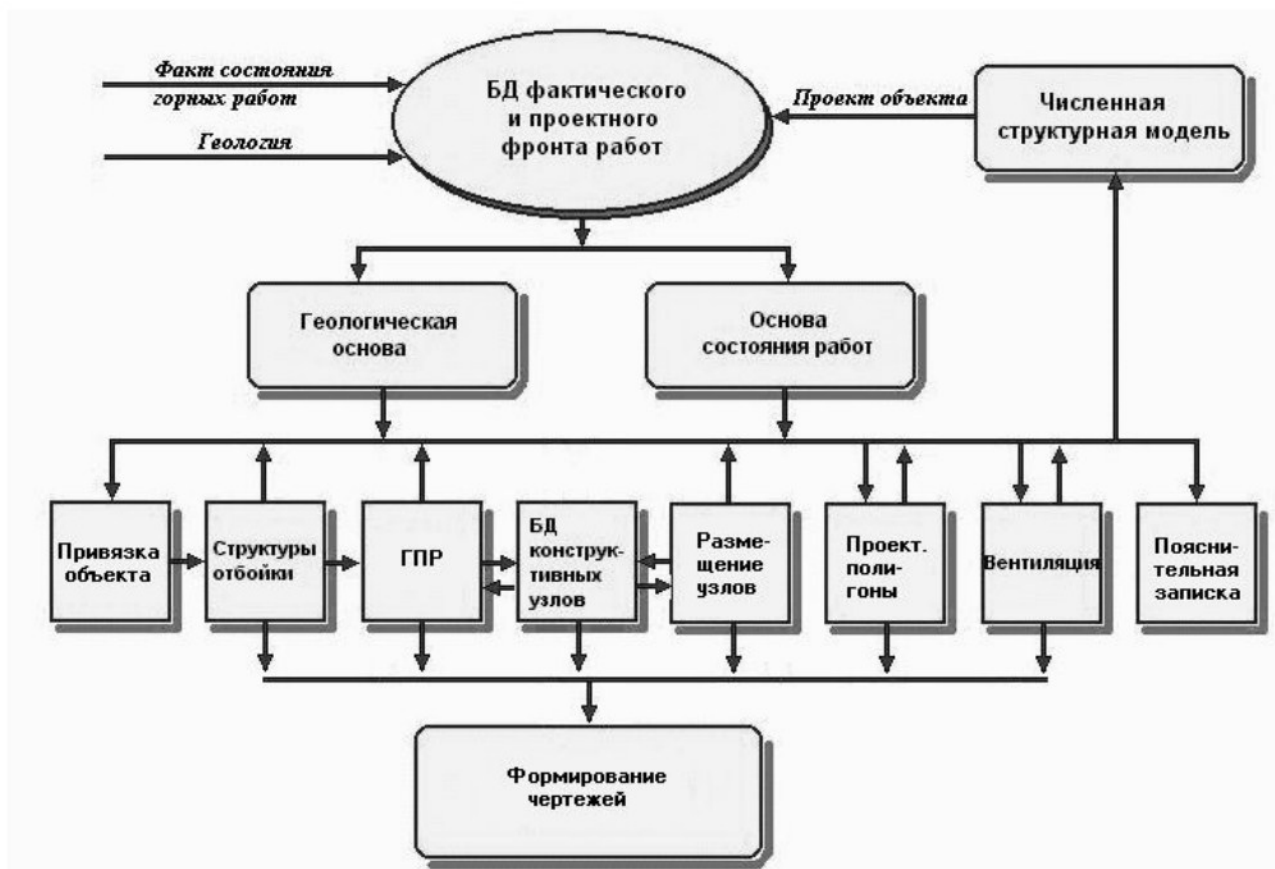 Факт состояния
горных работ
Геология
БД фактического
и проектного
фронта работ
Проект объекта
Численная
структурная модель
Геологическая
основа
Основа
состояния работ
Привязка
объекта
Структуры
отбойки
ГПР
БД
конструк-
тивных
узлов
Разме-
щение
узлов
Проект.
поли-
гоны
Вентиляция
Поясни-
тельная
записка
Формирование
чертежей